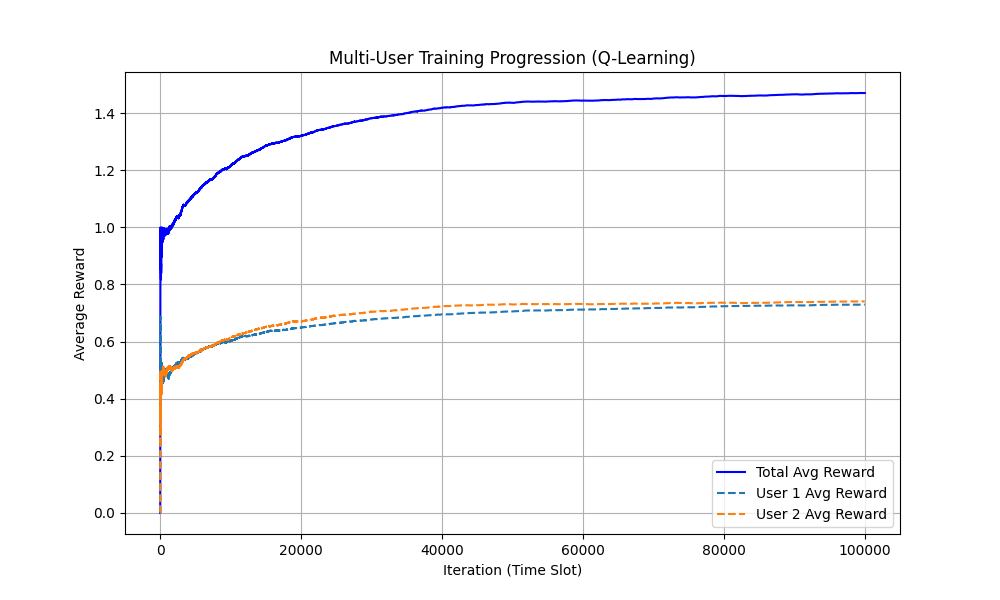 Multi-User Training Progression (Q-Learning)
Average Reward
1.4
1.2
1.0
0.8
0.6
0.4
0.2
0.0
Total Avg Reward
User 1 Avg Reward
User 2 Avg Reward
0 20000 40000 60000 80000 100000
Iteration (Time Slot)